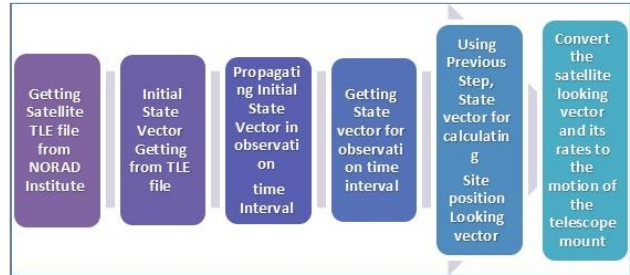 Getting
Satellite
TLE file
from
NORAD
Institute
Initial
State
Vector
Getting
from TLE
file
Propagati
ng Initial
State
Vector in
observati
on
time
Interval
Getting
State
vector for
observati
on time
interval
Using
Previous
Step,
State
vector for
calculatin
g
Site
position
Looking
vector
Convert
the
satellite
looking
vector
and its
rates to
the
motion of
the
telescope
mount